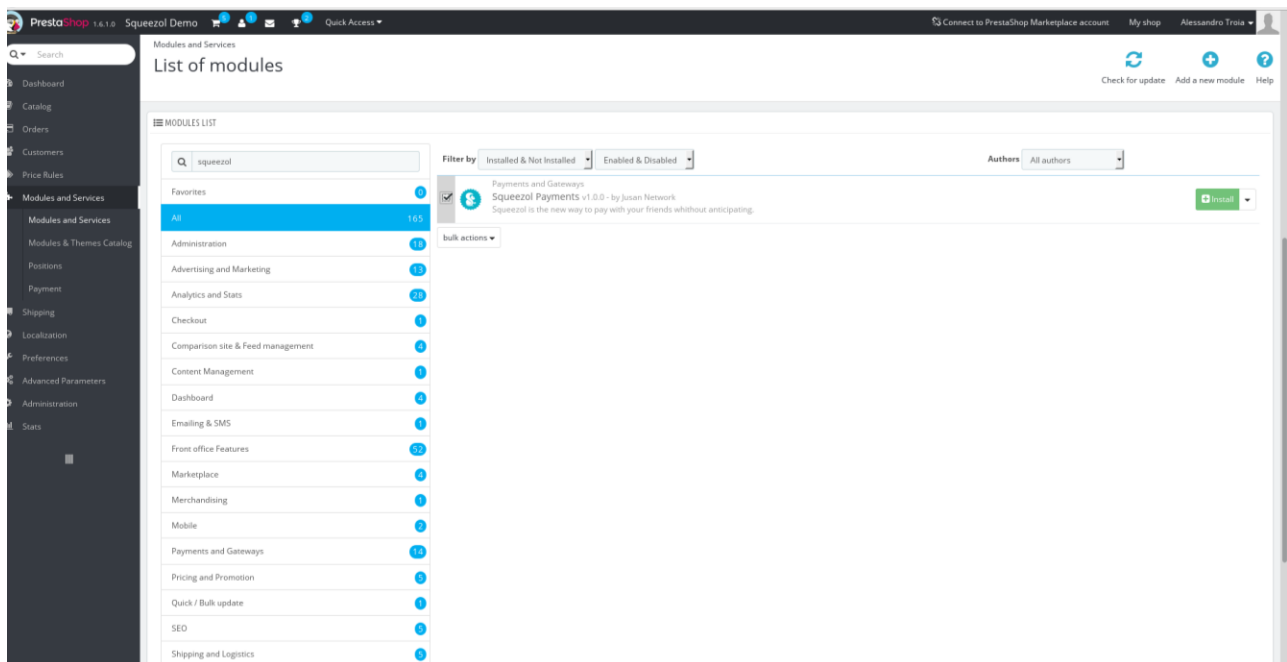 PrestaShop 1.6.1.0 Squeezol Demo 5 1 2 Quick Access
Connect to PrestaShop Marketplace account My shop Alessandro Troia
Search
Dashboard
Catalog
Orders
Customers
Price Rules
Modules and Services
Modules and Services
Modules & Themes Catalog
Positions
Payment
Shipping
Localization
Preferences
Advanced Parameters
Administration
Stats
Modules and Services
List of modules
Check for update Add a new module Help
MODULES LIST
squeezol
Favorites 0
All 165
Administration 18
Advertising and Marketing 13
Analytics and Stats 28
Checkout 1
Comparison site & Feed management 4
Content Management 1
Dashboard 4
Emailing & SMS 1
Front office Features 52
Marketplace 4
Merchandising 1
Mobile 2
Payments and Gateways 14
Pricing and Promotion 5
Quick / Bulk update 1
SEO 5
Shipping and Logistics 5
Filter by Installed & Not Installed Enabled & Disabled Authors All authors
Payments and Gateways
Squeezol Payments v1.0.0 - by Jusan Network
Squeezol is the new way to pay with your friends whithout anticipating.
Install
bulk actions